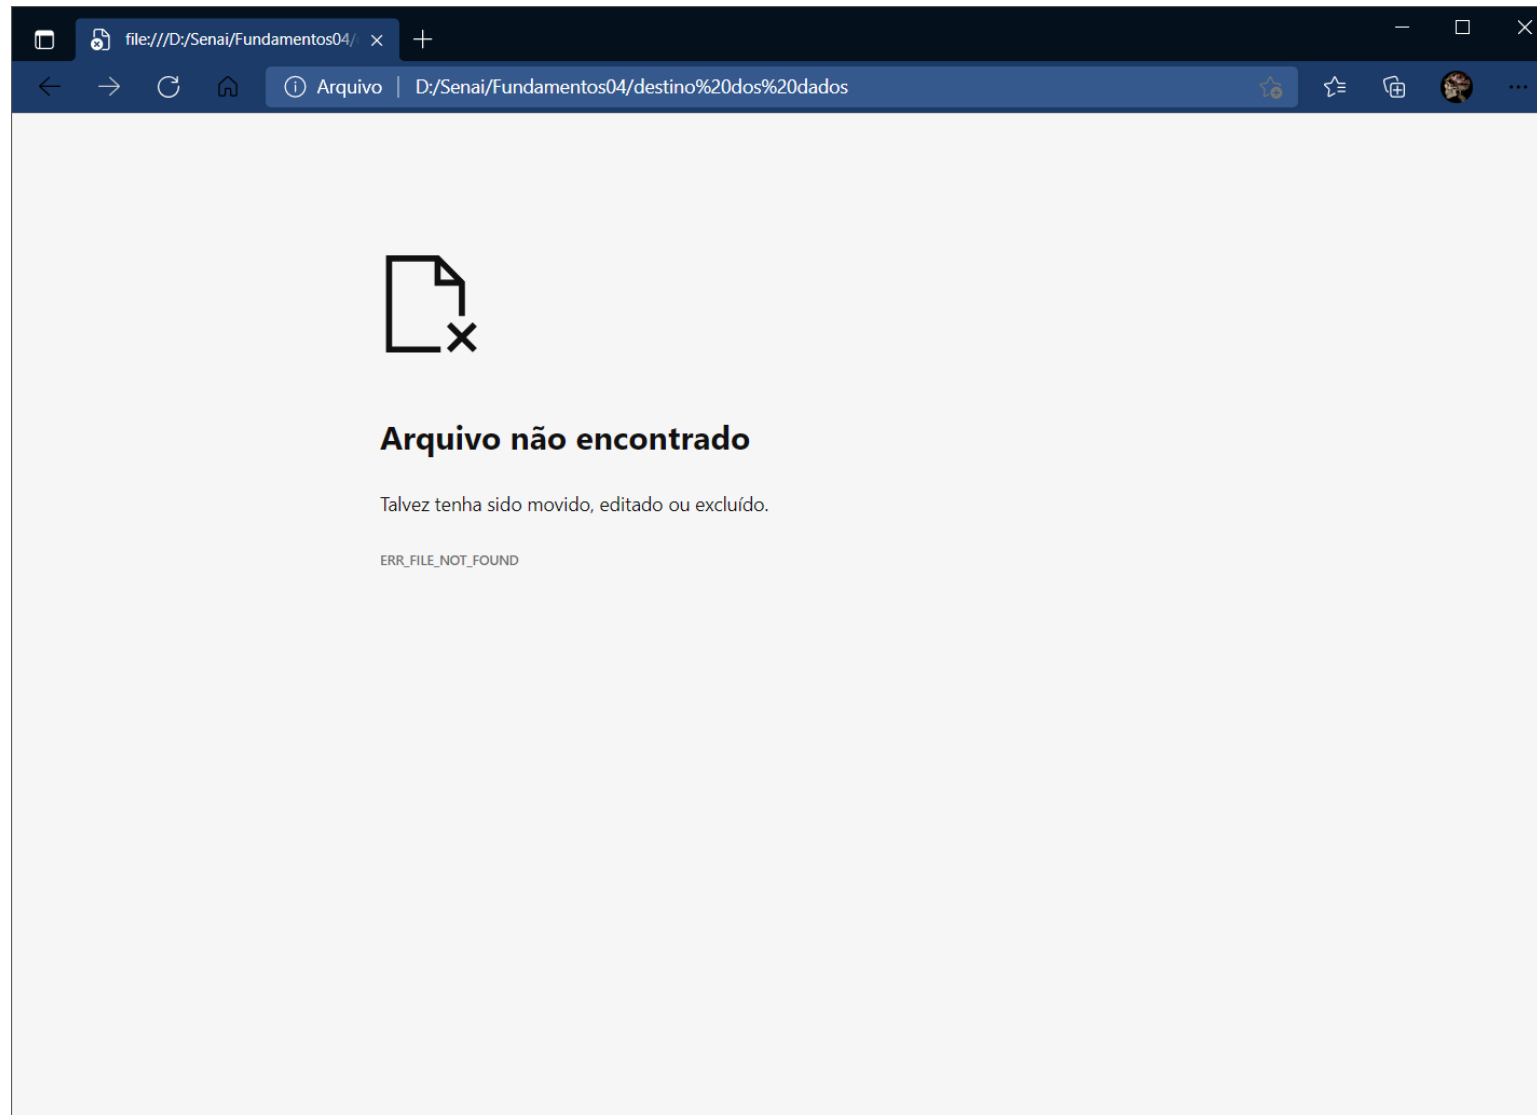 file:///D:/Senai/Fundamentos04/
Arquivo | D:/Senai/Fundamentos04/destino%20dos%20dados
Arquivo não encontrado
Talvez tenha sido movido, editado ou excluído.
ERR_FILE_NOT_FOUND